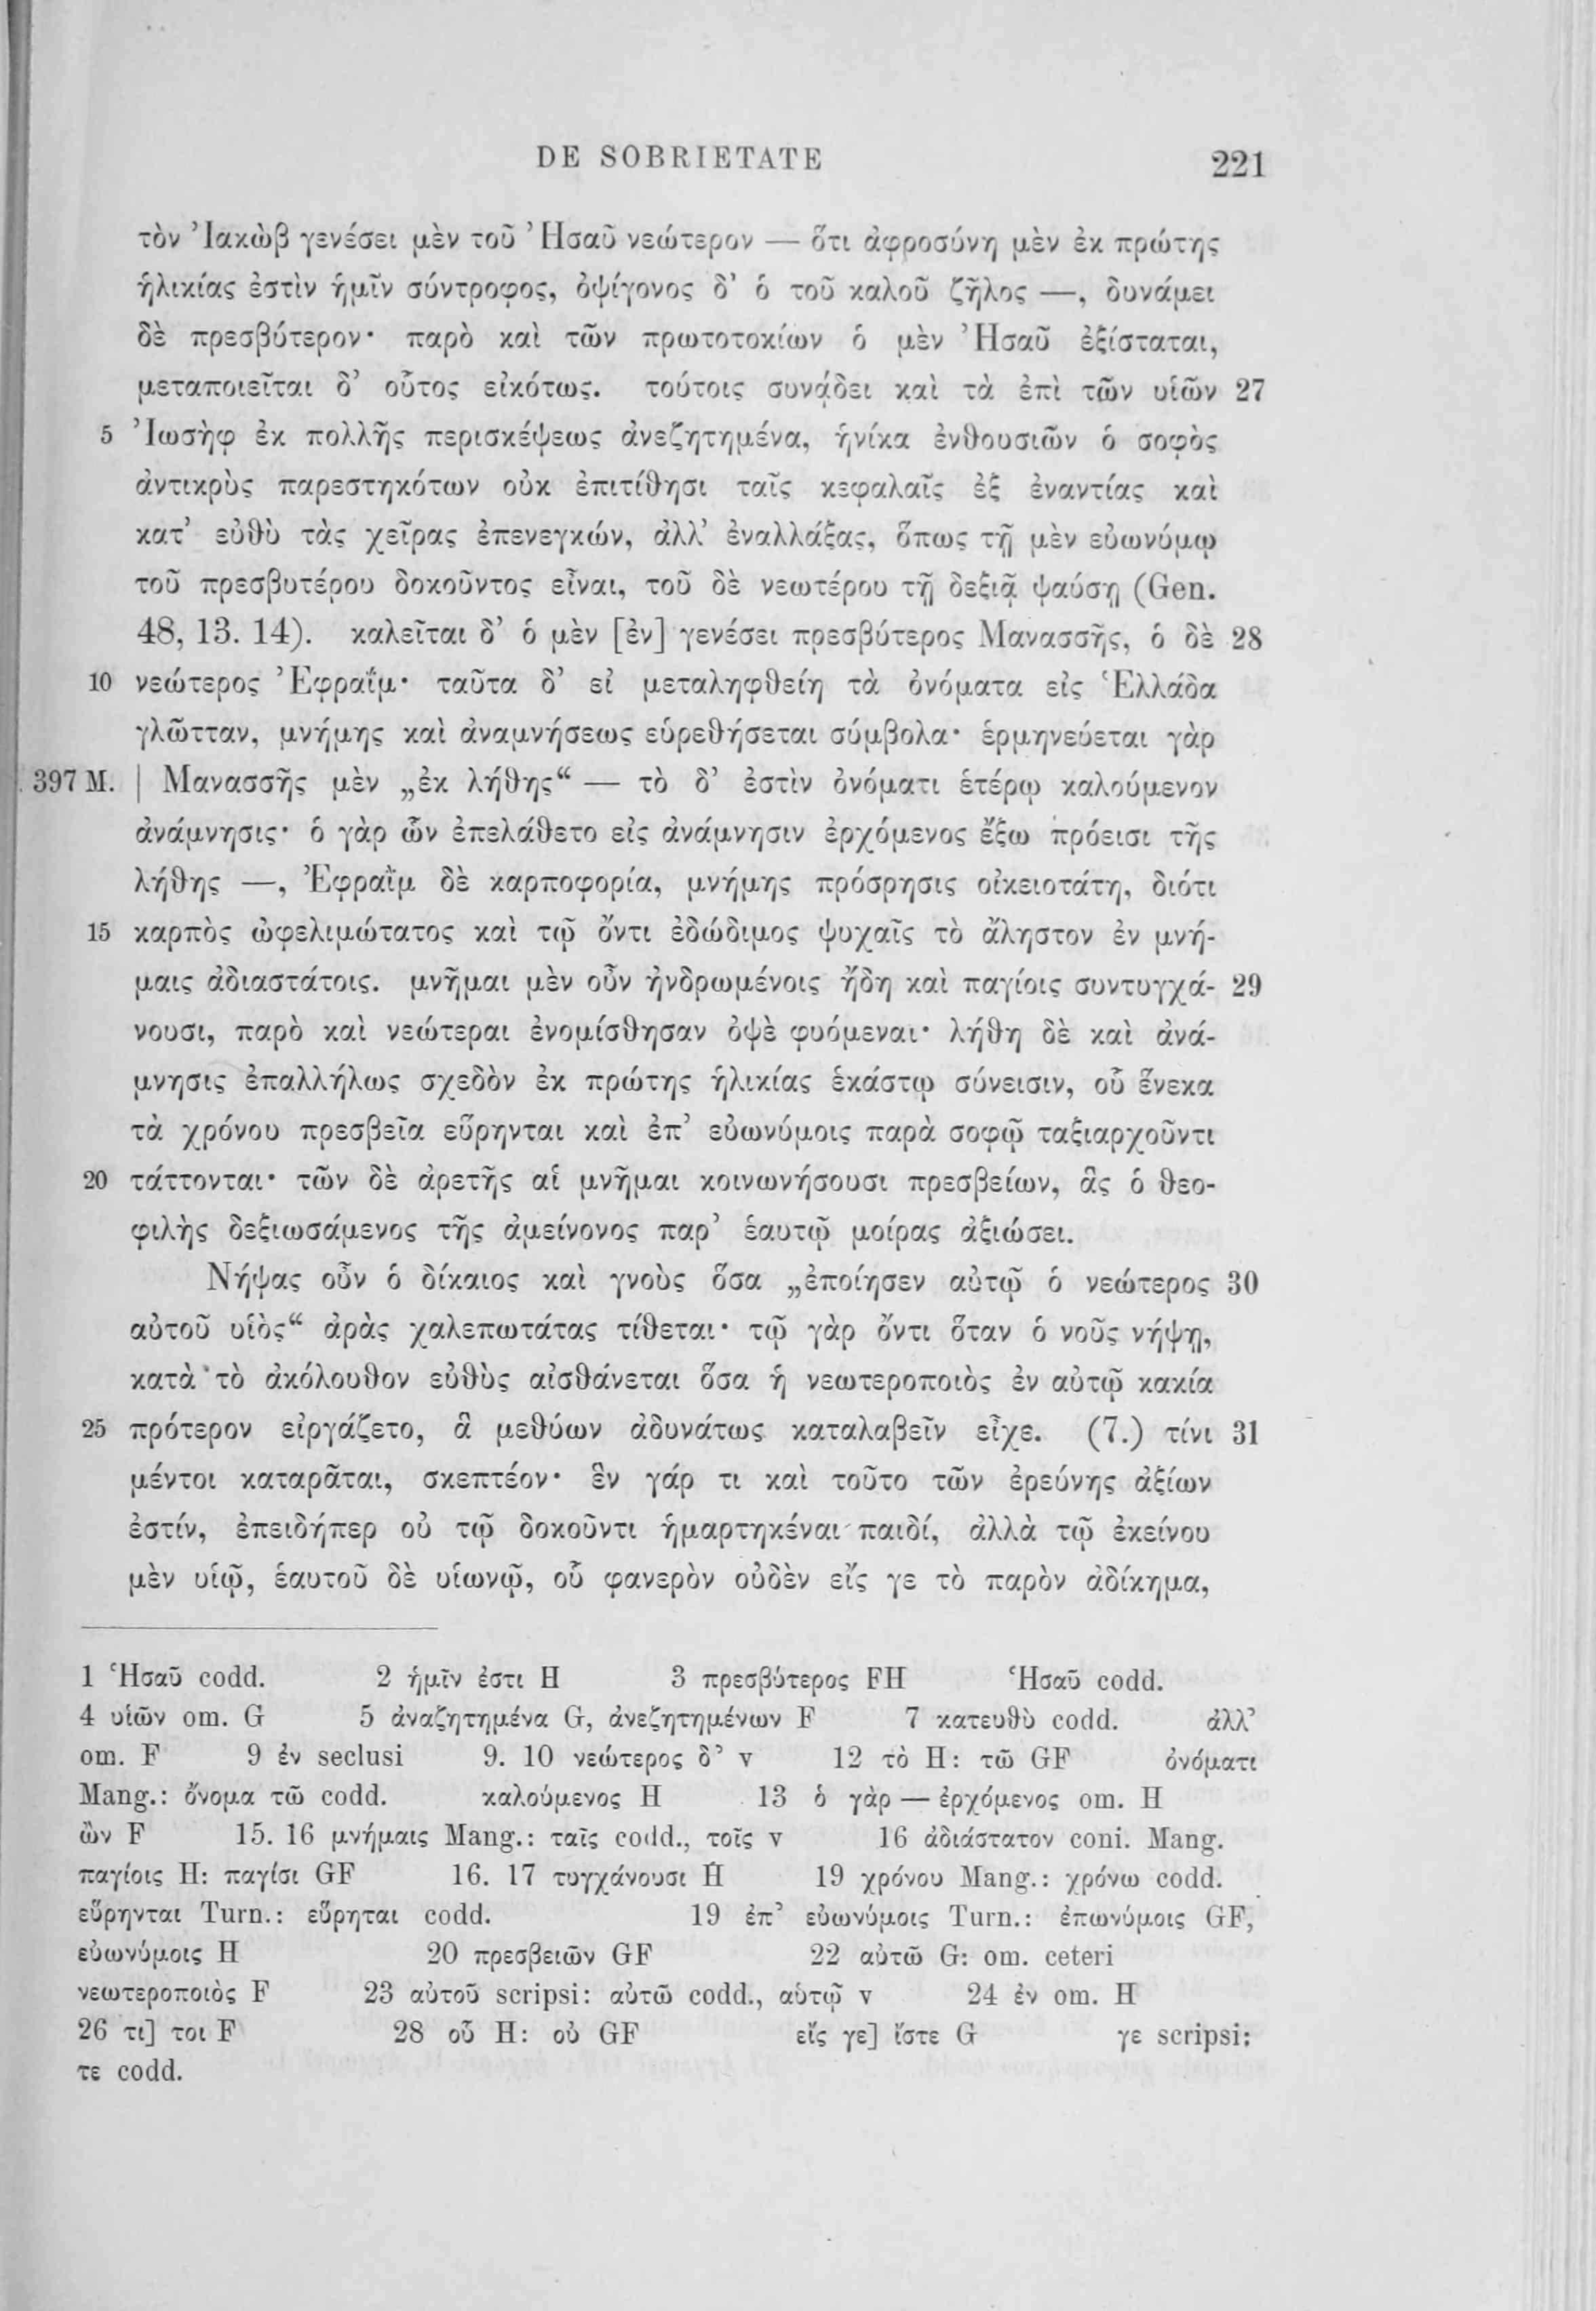 DE SOBRIETATE 221
τὸν Ἰακὼβ γενέσει μὲν τοῦ Ἠσαῦ νεώτερον — ὅτι ἀφροσύνη μὲν ἐκ πρώτης
ἡλικίας ἐστὶν ἡμῖν σύντροφος, ὀψίγονος δ’ ὁ τοῦ καλοῦ ζῆλος —, δυνάμει
δὲ πρεσβύτερον· παρὸ καὶ τῶν πρωτοτοκίων ὁ μὲν Ἠσαῦ ἐξίσταται,
μεταποιεῖται δ’ οὗτος εἰκότως. τούτοις συνᾴδει καὶ τὰ ἐπὶ τῶν υἱῶν 27
5 Ἰωσὴφ ἐκ πολλῆς περισκέψεως ἀνεζητημένα, ἡνίκα ἐνθουσιῶν ὁ σοφὸς
ἀντικρὺς παρεστηκότων οὐκ ἐπιτίθησι ταῖς κεφαλαῖς ἐξ ἐναντίας καὶ
κατ’ εὐθὺ τὰς χεῖρας ἐπενεγκών, ἀλλ’ ἐναλλάξας, ὅπως τῇ μὲν εὐωνύμῳ
τοῦ πρεσβυτέρου δοκοῦντος εἶναι, τοῦ δὲ νεωτέρου τῇ δεξιᾷ ψαύσῃ (Gen.
48, 13. 14). καλεῖται δ’ ὁ μὲν [ἐν] γενέσει πρεσβύτερος Μανασσῆς, ὁ δὲ 28
10 νεώτερος Ἐφραΐμ· ταῦτα δ’ εἰ μεταληφθείη τὰ ὀνόματα εἰς Ἑλλάδα
γλῶτταν, μνήμης καὶ ἀναμνήσεως εὑρεθήσεται σύμβολα· ἑρμηνεύεται γὰρ
397 M. | Μανασσῆς μὲν „ἐκ λήθης“ — τὸ δ’ ἐστὶν ὀνόματι ἑτέρῳ καλούμενον
ἀνάμνησις· ὁ γὰρ ὧν ἐπελάθετο εἰς ἀνάμνησιν ἐρχόμενος ἔξω πρόεισι τῆς
λήθης —, Ἐφραῒμ δὲ καρποφορία, μνήμης πρόσρησις οἰκειοτάτη, διότι
15 καρπὸς ὠφελιμώτατος καὶ τῷ ὄντι ἐδώδιμος ψυχαῖς τὸ ἄληστον ἐν μνή-
μαις ἀδιαστάτοις. μνῆμαι μὲν οὖν ἠνδρωμένοις ἤδη καὶ παγίοις συντυγχά- 29
νουσι, παρὸ καὶ νεώτεραι ἐνομίσθησαν ὀψὲ φυόμεναι· λήθη δὲ καὶ ἀνά-
μνησις ἐπαλλήλως σχεδὸν ἐκ πρώτης ἡλικίας ἑκάστῳ σύνεισιν, οὗ ἕνεκα
τὰ χρόνου πρεσβεῖα εὕρηνται καὶ ἐπ’ εὐωνύμοις παρὰ σοφῷ ταξιαρχοῦντι
20 τάττονται· τῶν δὲ ἀρετῆς αἱ μνῆμαι κοινωνήσουσι πρεσβείων, ἃς ὁ θεο-
φιλὴς δεξιωσάμενος τῆς ἀμείνονος παρ’ ἑαυτῷ μοίρας ἀξιώσει.
Νήψας οὖν ὁ δίκαιος καὶ γνοὺς ὅσα „ἐποίησεν αὐτῷ ὁ νεώτερος 30
αὐτοῦ υἱὸς“ ἀρὰς χαλεπωτάτας τίθεται· τῷ γὰρ ὄντι ὅταν ὁ νοῦς νήψῃ,
κατὰ τὸ ἀκόλουθον εὐθὺς αἰσθάνεται ὅσα ἡ νεωτεροποιὸς ἐν αὐτῷ κακία
25 πρότερον εἰργάζετο, ἃ μεθύων ἀδυνάτως καταλαβεῖν εἶχε. (7.) τίνι 31
μέντοι καταρᾶται, σκεπτέον· ἓν γάρ τι καὶ τοῦτο τῶν ἐρεύνης ἀξίων
ἐστίν, ἐπειδήπερ οὐ τῷ δοκοῦντι ἡμαρτηκέναι παιδί, ἀλλὰ τῷ ἐκείνου
μὲν υἱῷ, ἑαυτοῦ δὲ υἱωνῷ, οὗ φανερὸν οὐδὲν εἴς γε τὸ παρὸν ἀδίκημα,
1 Ἡσαῦ codd. 2 ἡμῖν ἐστι H 3 πρεσβύτερος FH Ἡσαῦ codd.
4 υἱῶν om. G 5 ἀναζητημένα G, ἀνεζητημένων F 7 κατευθὺ codd. ἀλλ’
om. F 9 ἐν seclusi 9. 10 νεώτερος δ’ v 12 τὸ H: τῶ GF ὀνόματι
Mang.: ὄνομα τῶ codd. καλούμενος H 13 ὁ γὰρ — ἐρχόμενος om. H
ὢν F 15. 16 μνήμαις Mang.: ταῖς codd., τοῖς v 16 ἀδιάστατον coni. Mang.
παγίοις H: παγίσι GF 16. 17 τυγχάνουσι H 19 χρόνου Mang.: χρόνω codd.
εὕρηνται Turn.: εὕρηται codd. 19 ἐπ’ εὐωνύμοις Turn.: ἐπωνύμοις GF,
εὐωνύμοις H 20 πρεσβειῶν GF 22 αὐτῶ G: om. ceteri
νεωτεροποιὸς F 23 αὐτοῦ scripsi: αὐτῶ codd., αὑτῷ v 24 ἐν om. H
26 τι] τοι F 28 οὗ H: οὐ GF εἴς γε] ἴστε G γε scripsi:
τε codd.